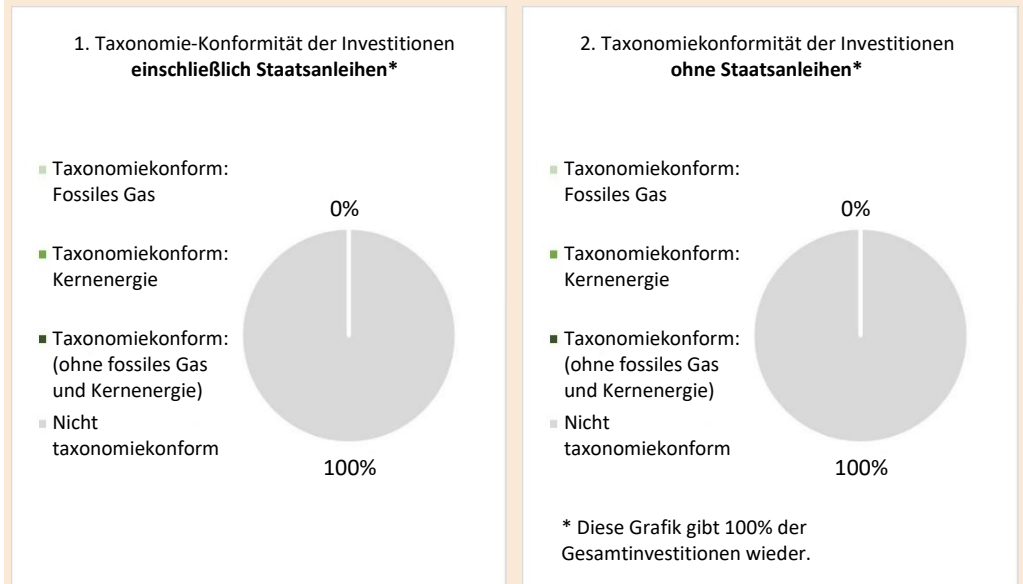 1. Taxonomie-Konformität der Investitionen
einschließlich Staatsanleihen*
Taxonomiekonform:
Fossiles Gas
Taxonomiekonform:
Kernenergie
Taxonomiekonform:
(ohne fossiles Gas
und Kernenergie)
Nicht
taxonomiekonform
0%
100%
2. Taxonomiekonformität der Investitionen
ohne Staatsanleihen*
Taxonomiekonform:
Fossiles Gas
Taxonomiekonform:
Kernenergie
Taxonomiekonform:
(ohne fossiles Gas
und Kernenergie)
Nicht
taxonomiekonform
0%
100%
* Diese Grafik gibt 100% der
Gesamtinvestitionen wieder.